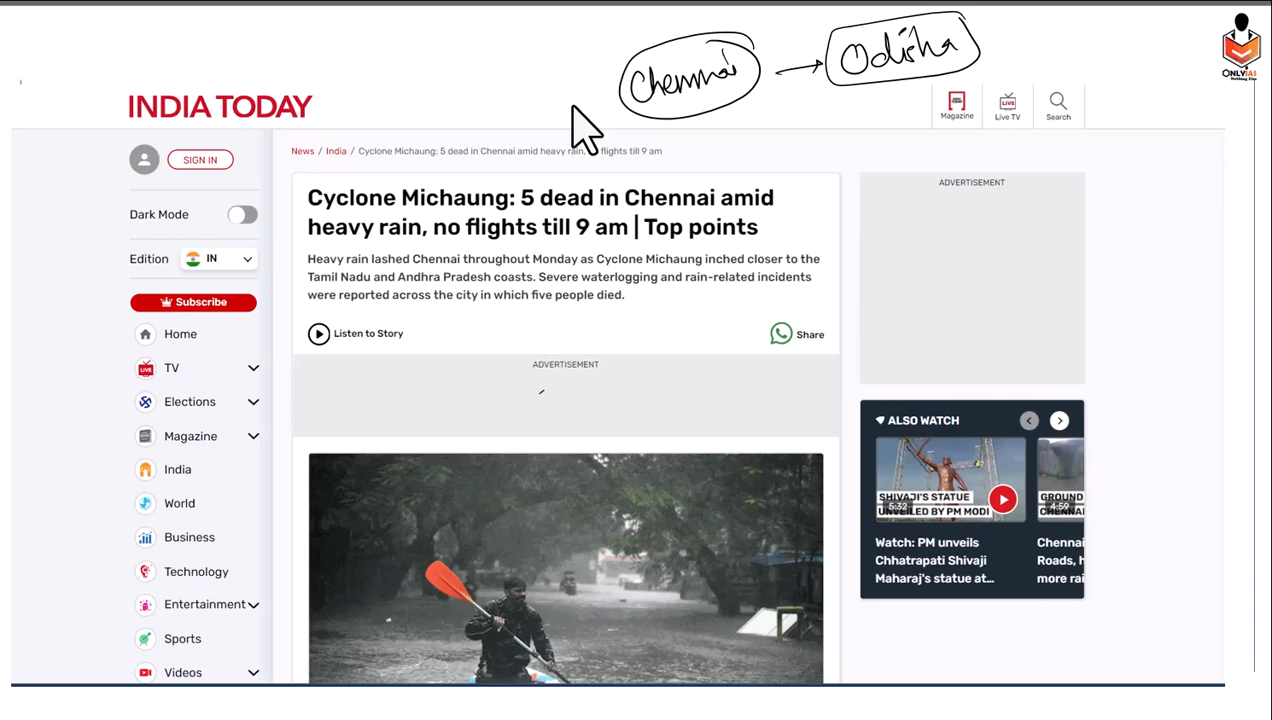 Chennai → Odisha
ONLYIAS
Nothing Else
INDIA TODAY
Magazine
Live TV
Search
News / India / Cyclone Michaung: 5 dead in Chennai amid heavy rain, flights till 9 am
SIGN IN
Dark Mode
Edition IN
Subscribe
Home
TV
Elections
Magazine
India
World
Business
Technology
Entertainment
Sports
Videos
Cyclone Michaung: 5 dead in Chennai amid
heavy rain, no flights till 9 am | Top points
Heavy rain lashed Chennai throughout Monday as Cyclone Michaung inched closer to the
Tamil Nadu and Andhra Pradesh coasts. Severe waterlogging and rain-related incidents
were reported across the city in which five people died.
Listen to Story
Share
ADVERTISEMENT
ADVERTISEMENT
ALSO WATCH
SHIVAJI'S STATUE
UNVEILED BY PM MODI
5:32
Watch: PM unveils
Chhatrapati Shivaji
Maharaj's statue at...
GROUND
CHENNAI
4:59
Chennai
Roads, h
more rai